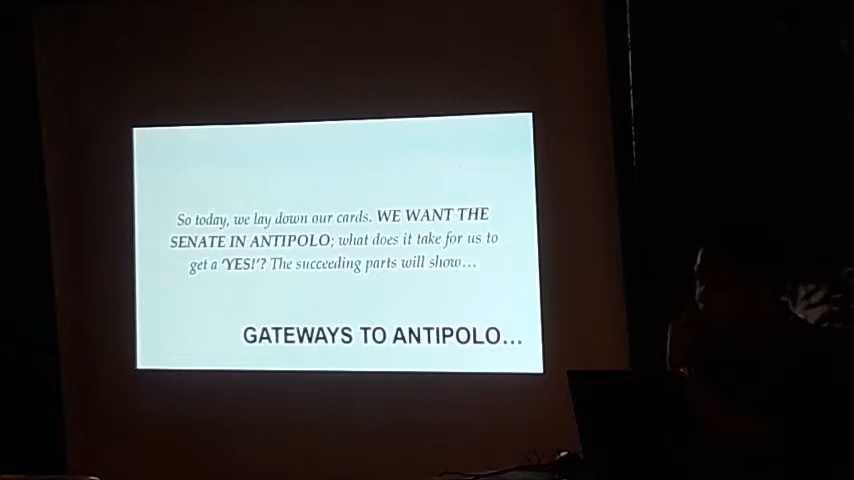 So today, we lay down our cards. WE WANT THE
SENATE IN ANTIPOLO; what does it take for us to
get a 'YES!'? The succeeding parts will show...
GATEWAYS TO ANTIPOLO...